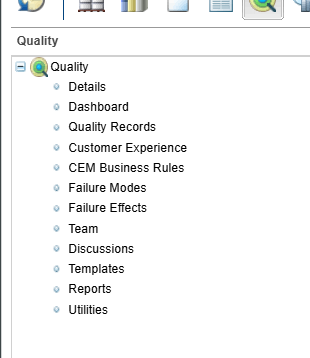 Quality
Quality
Details
Dashboard
Quality Records
Customer Experience
CEM Business Rules
Failure Modes
Failure Effects
Team
Discussions
Templates
Reports
Utilities